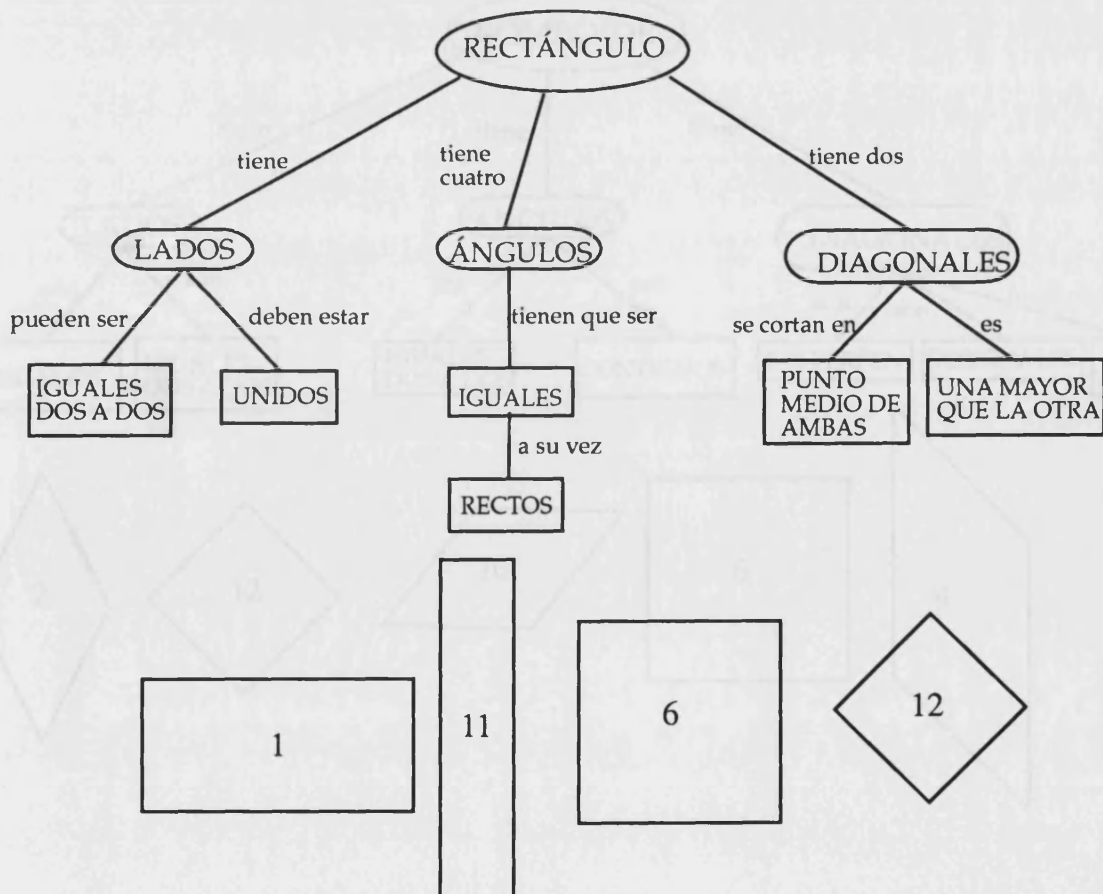 RECTÁNGULO
tiene
tiene
cuatro
tiene dos
LADOS
ÁNGULOS
DIAGONALES
pueden ser
deben estar
tienen que ser
se cortan en
es
IGUALES
DOS A DOS
UNIDOS
IGUALES
PUNTO
MEDIO DE
AMBAS
UNA MAYOR
QUE LA OTRA
a su vez
RECTOS
1
11
6
12